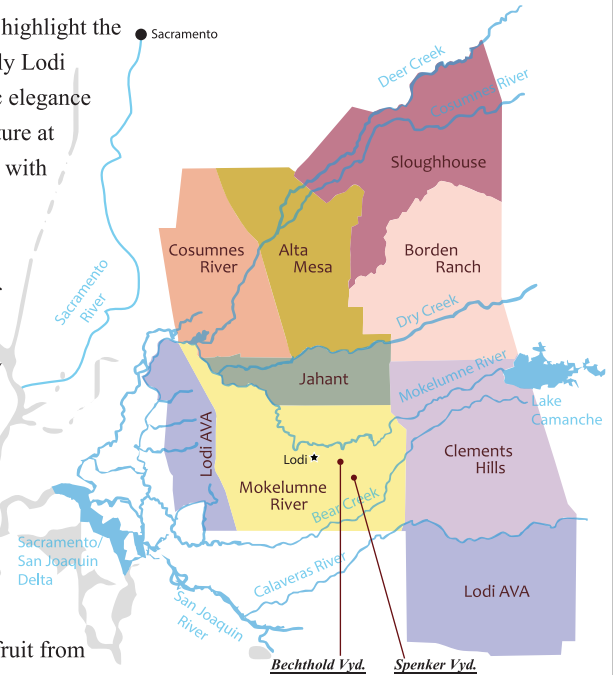 highlight the
ly Lodi
c elegance
ture at
with
fruit from
Sacramento
Deer Creek
Cosumnes River
Sloughhouse
Cosumnes
River
Alta
Mesa
Borden
Ranch
Sacramento
River
Dry Creek
Jahant
Mokelumne River
Lake
Camanche
Lodi AVA
Lodi
Mokelumne
River
Clements
Hills
Bear Creek
Sacramento/
San Joaquin
Delta
Calaveras River
San Joaquin
River
Lodi AVA
Bechthold Vyd.
Spenker Vyd.